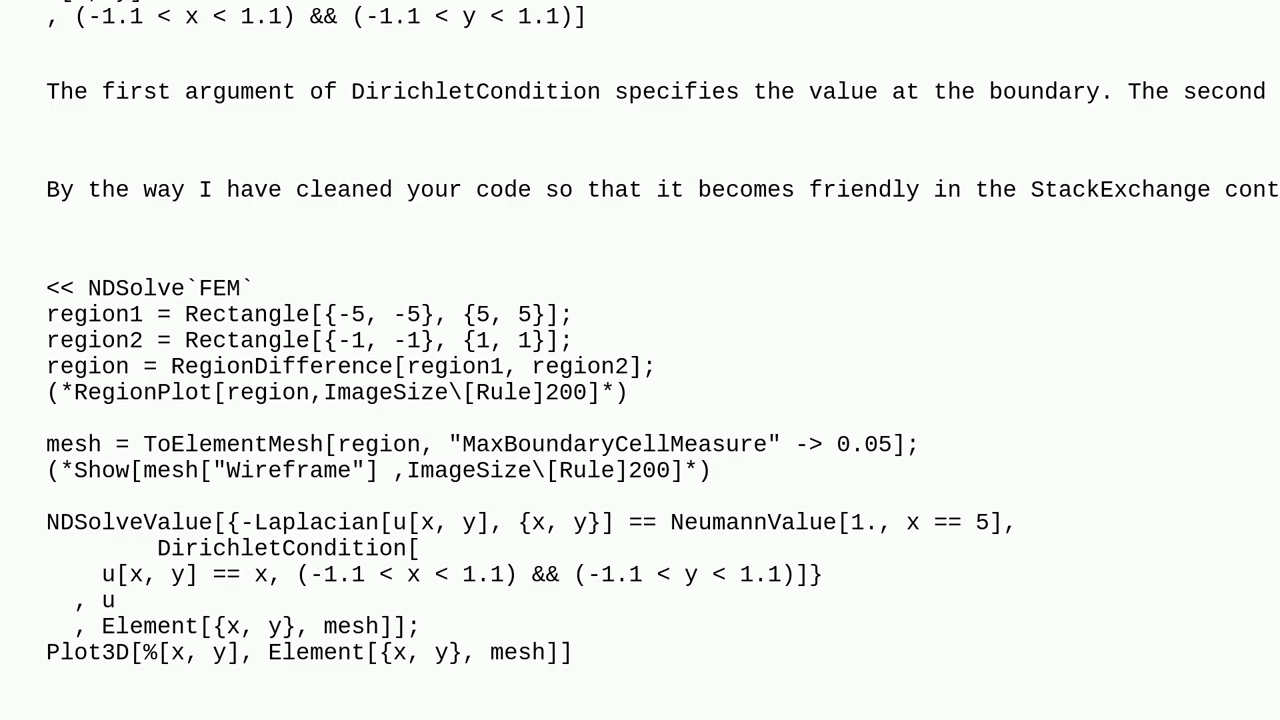 , (-1.1 < x < 1.1) && (-1.1 < y < 1.1)]
The first argument of DirichletCondition specifies the value at the boundary. The second
By the way I have cleaned your code so that it becomes friendly in the StackExchange cont
<< NDSolve`FEM`
region1 = Rectangle[{-5, -5}, {5, 5}];
region2 = Rectangle[{-1, -1}, {1, 1}];
region = RegionDifference[region1, region2];
(*RegionPlot[region,ImageSize\[Rule]200]*)
mesh = ToElementMesh[region, "MaxBoundaryCellMeasure" -> 0.05];
(*Show[mesh["Wireframe"] ,ImageSize\[Rule]200]*)
NDSolveValue[{-Laplacian[u[x, y], {x, y}] == NeumannValue[1., x == 5],
DirichletCondition[
u[x, y] == x, (-1.1 < x < 1.1) && (-1.1 < y < 1.1)]}
, u
, Element[{x, y}, mesh]];
Plot3D[%[x, y], Element[{x, y}, mesh]]